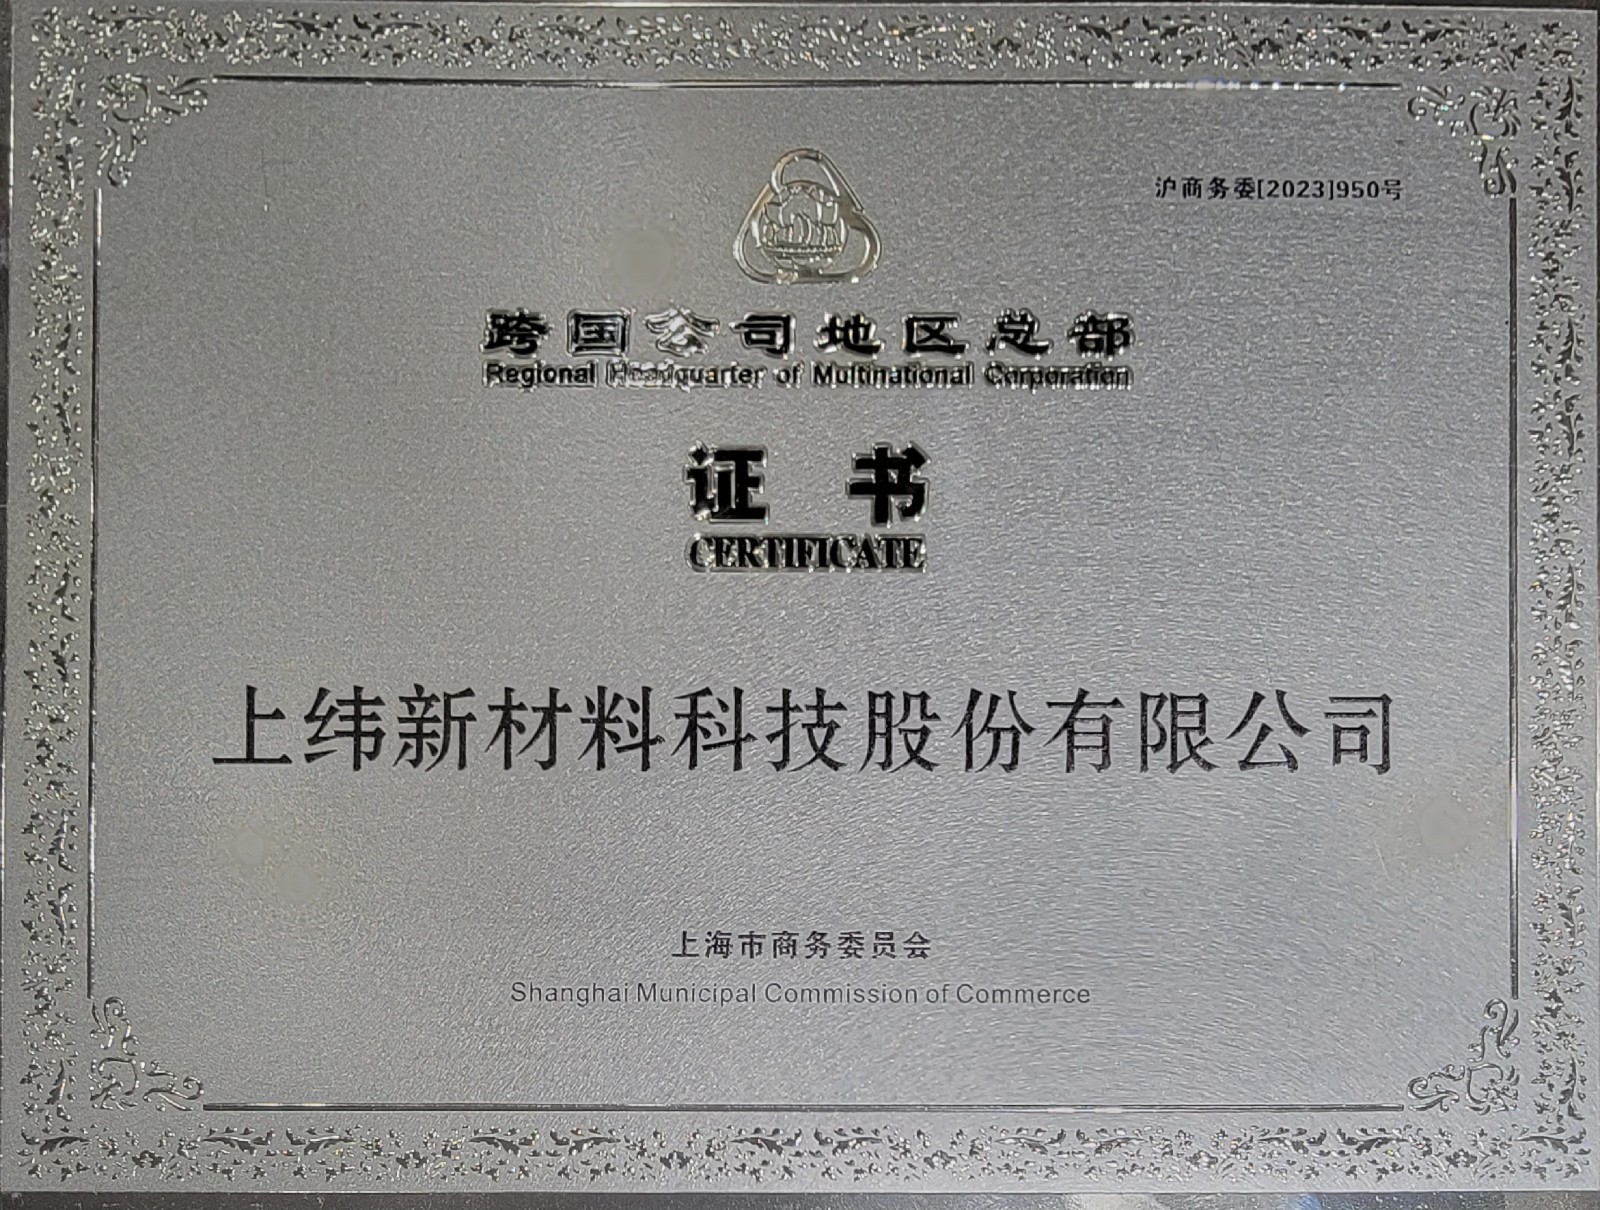 沪商务委[2023]950号
跨国公司地区总部
Regional Headquarter of Multinational Corporation
证书
CERTIFICATE
上纬新材料科技股份有限公司
上海市商务委员会
Shanghai Municipal Commission of Commerce